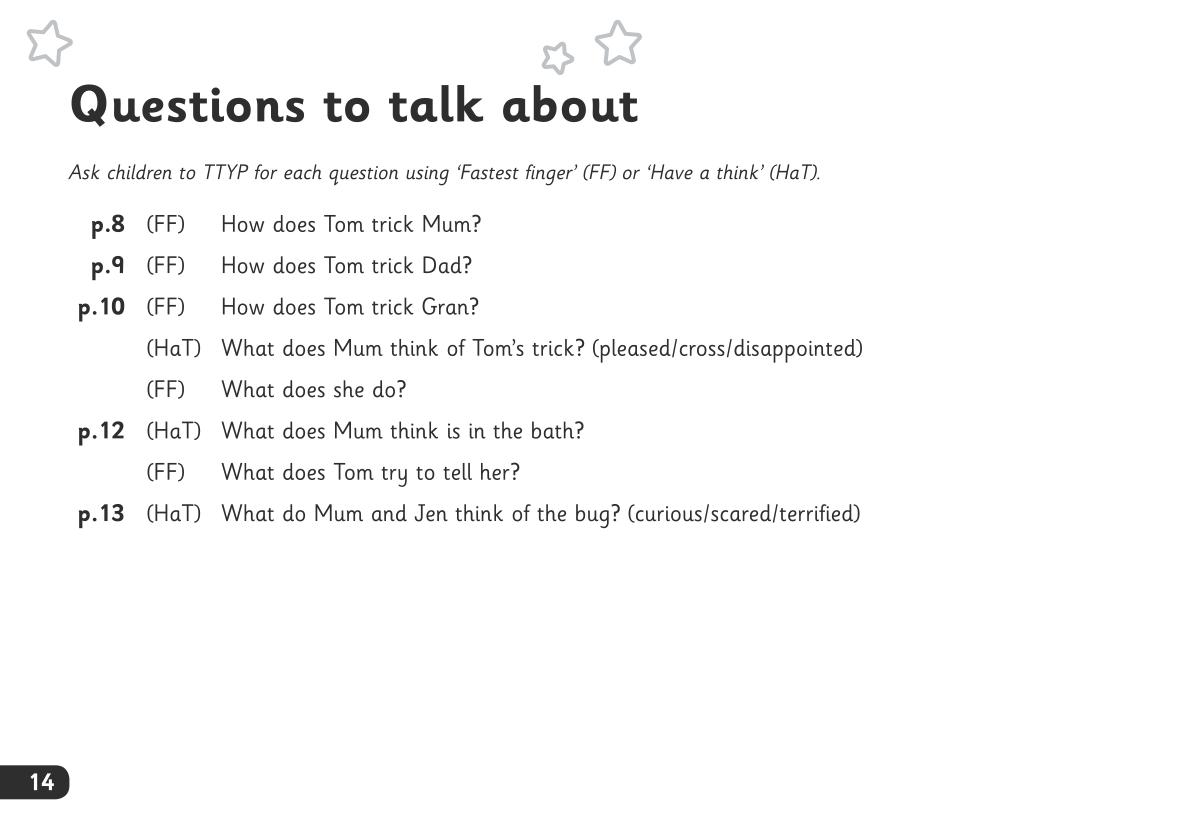 Questions to talk about
Ask children to TTYP for each question using ‘Fastest finger’ (FF) or ‘Have a think’ (HaT).
p.8 (FF) How does Tom trick Mum?
p.9 (FF) How does Tom trick Dad?
p.10 (FF) How does Tom trick Gran?
(HaT) What does Mum think of Tom’s trick? (pleased/cross/disappointed)
(FF) What does she do?
p.12 (HaT) What does Mum think is in the bath?
(FF) What does Tom try to tell her?
p.13 (HaT) What do Mum and Jen think of the bug? (curious/scared/terrified)
14